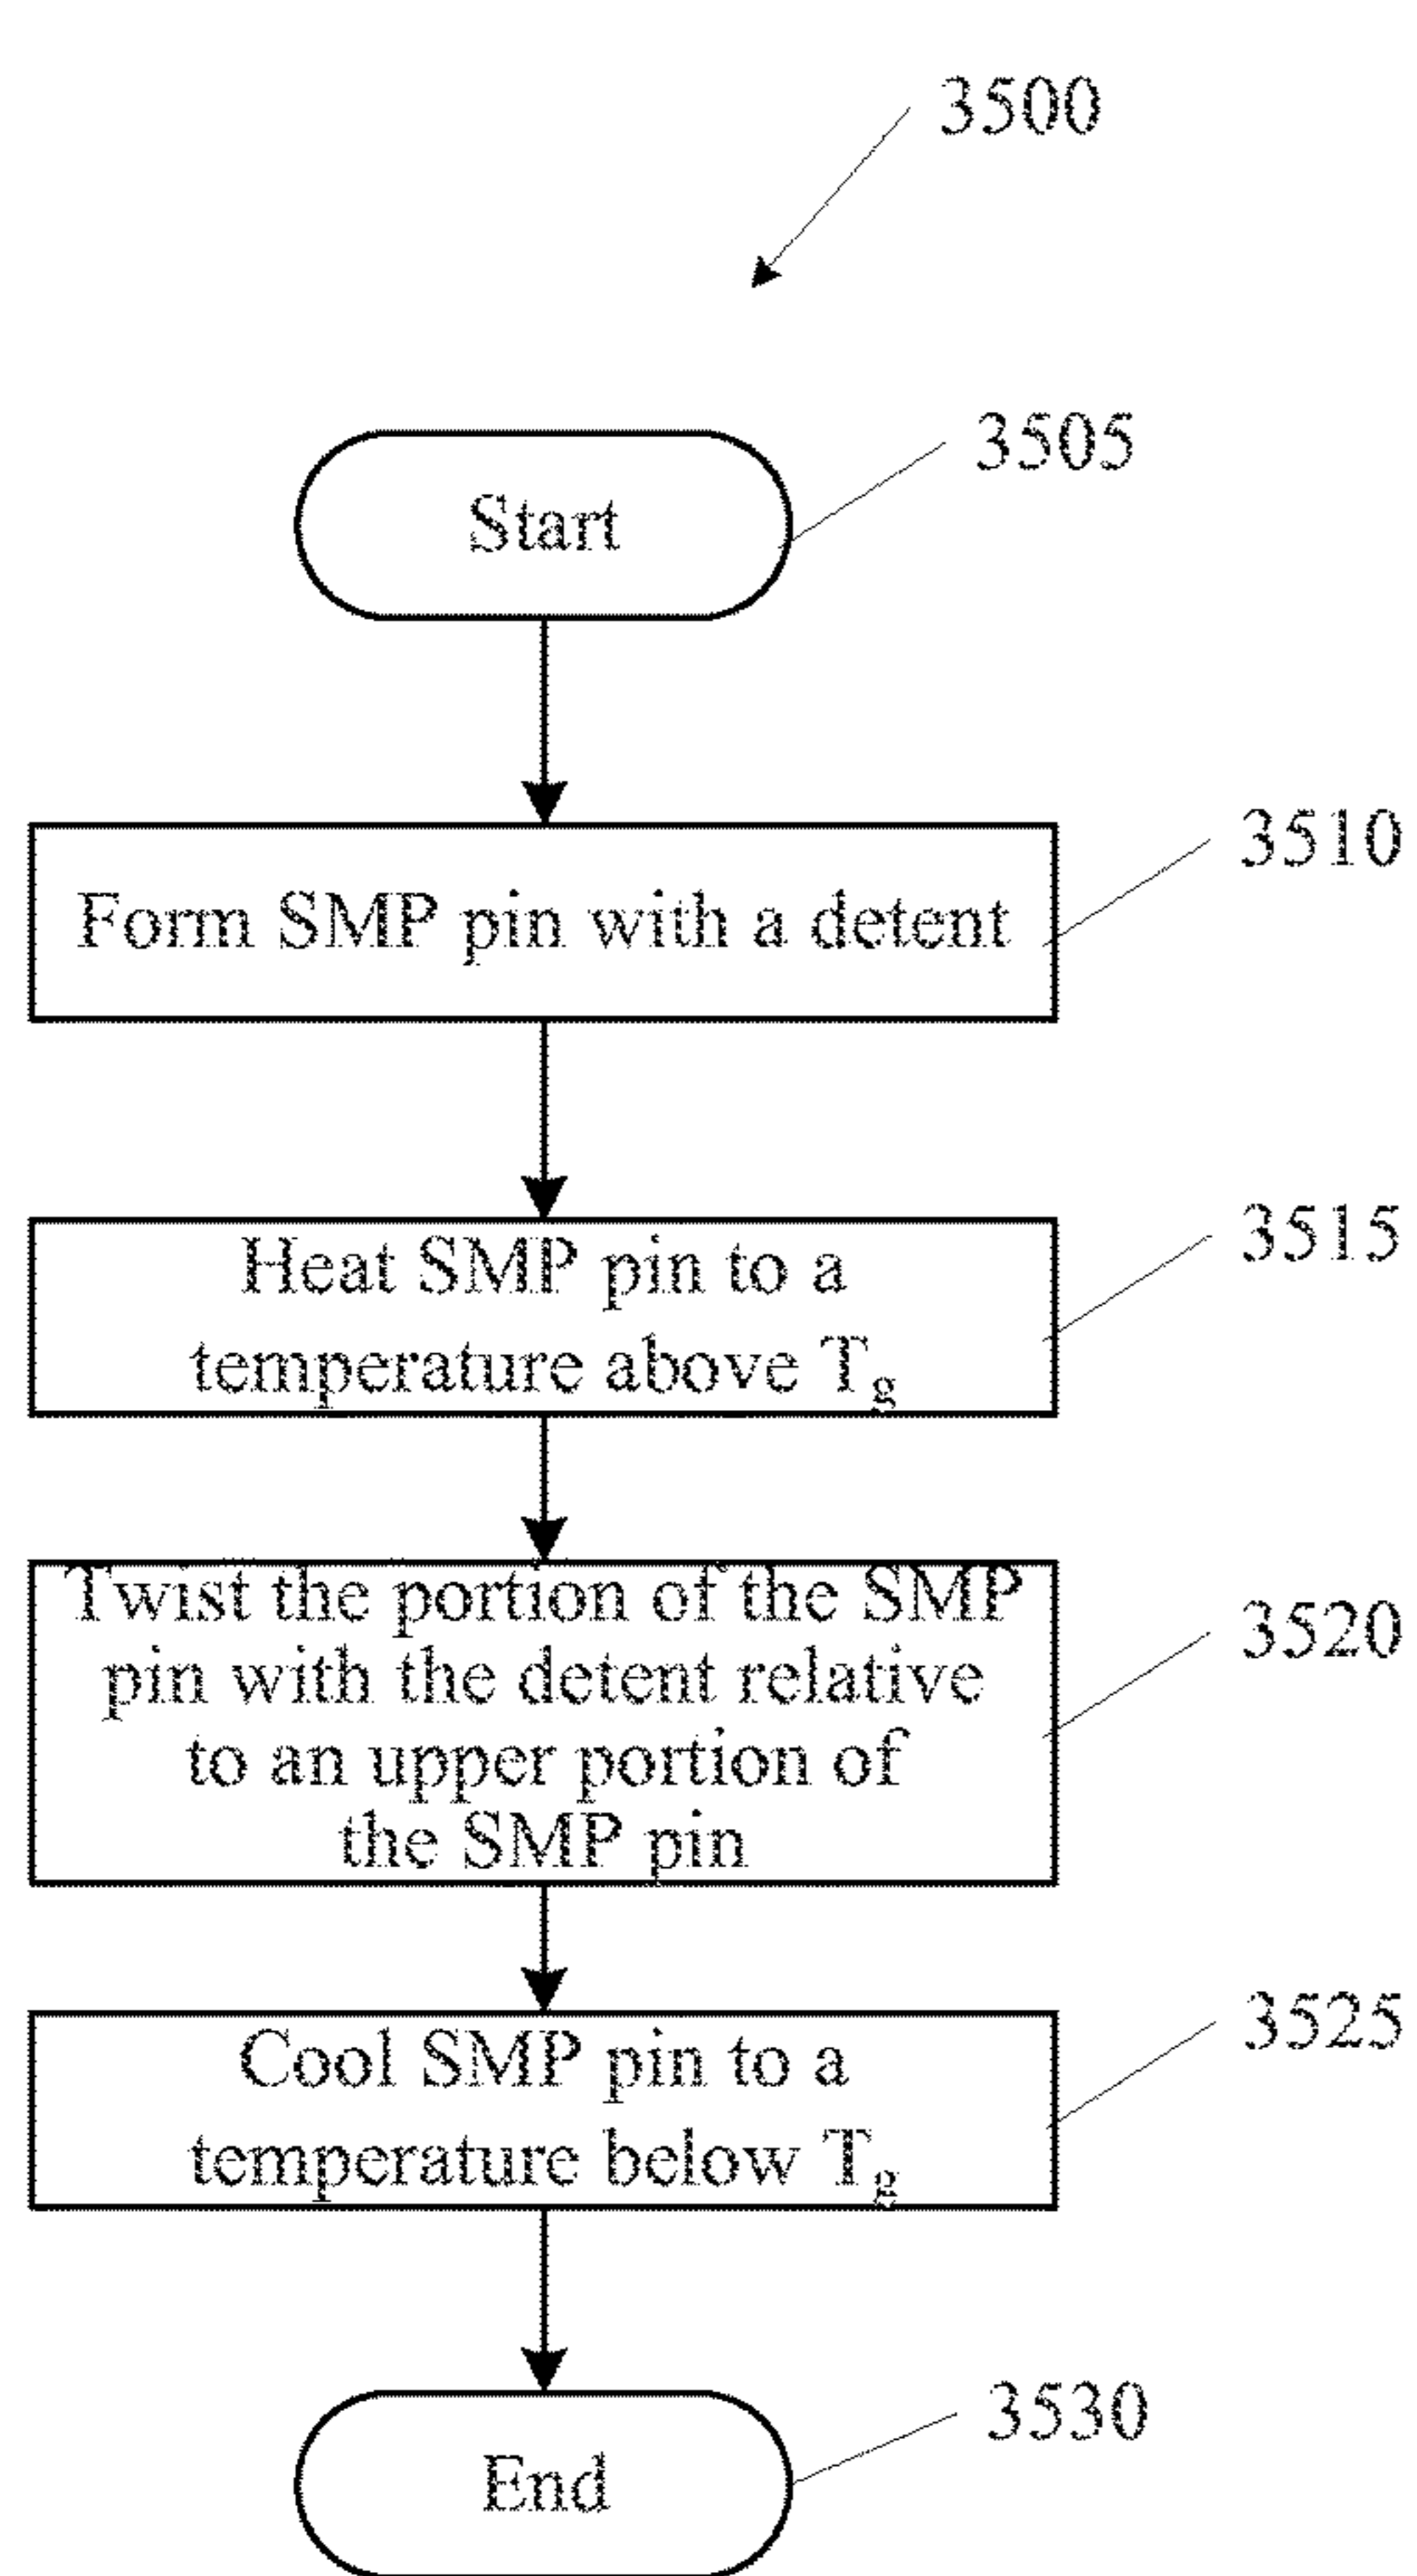 3500
3505
Start
3510
Form SMP pin with a detent
3515
Heat SMP pin to a
temperature above Tg
3520
Twist the portion of the SMP
pin with the detent relative
to an upper portion of
the SMP pin
3525
Cool SMP pin to a
temperature below Tg
3530
End